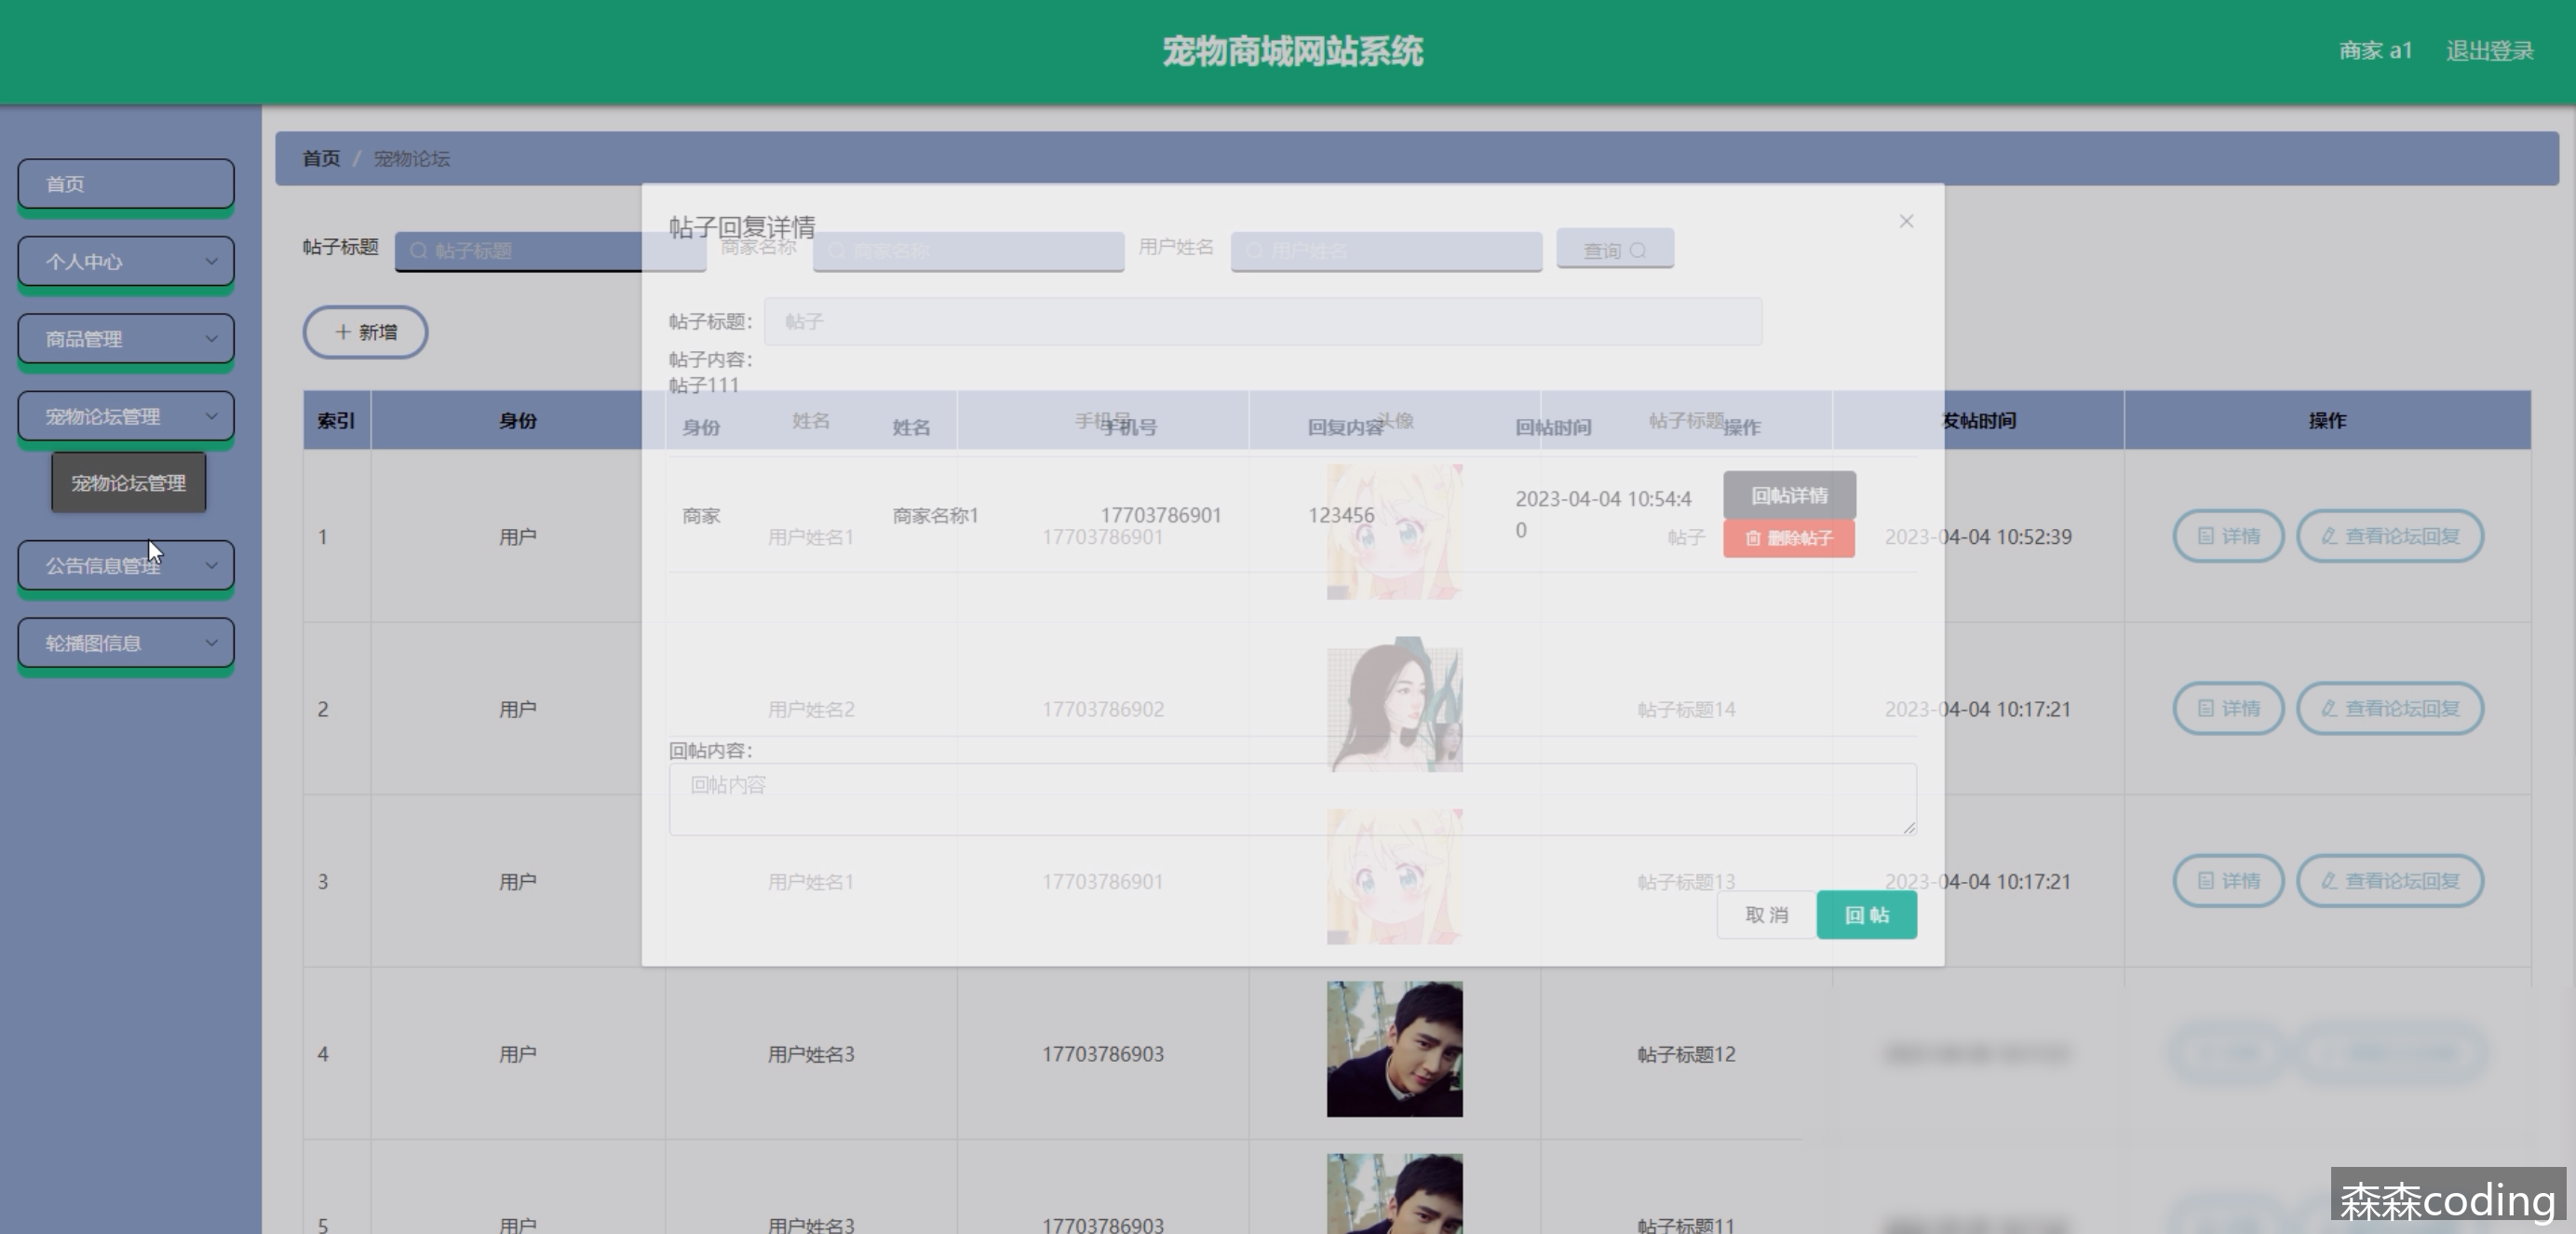 宠物商城网站系统
商家 a1
退出登录
首页
个人中心
商品管理
宠物论坛管理
宠物论坛管理
公告信息管理
轮播图信息
首页 / 宠物论坛
帖子标题 帖子标题 商家名称 商家名称 用户姓名 用户姓名 查询
新增
索引 身份 姓名 手机号 头像 帖子标题 发帖时间 操作
1 用户 用户姓名1 17703786901 帖子 2023-04-04 10:52:39 详情 查看论坛回复
2 用户 用户姓名2 17703786902 帖子标题14 2023-04-04 10:17:21 详情 查看论坛回复
3 用户 用户姓名1 17703786901 帖子标题13 2023-04-04 10:17:21 详情 查看论坛回复
4 用户 用户姓名3 17703786903 帖子标题12
5 用户 用户姓名3 17703786903 帖子标题11
帖子回复详情
帖子标题: 帖子
帖子内容:
帖子111
身份 姓名 手机号 回复内容 回帖时间 操作
商家 商家名称1 17703786901 123456 2023-04-04 10:54:4
0
回帖详情
删除帖子
回帖内容:
回帖内容
取 消 回 帖
森森coding